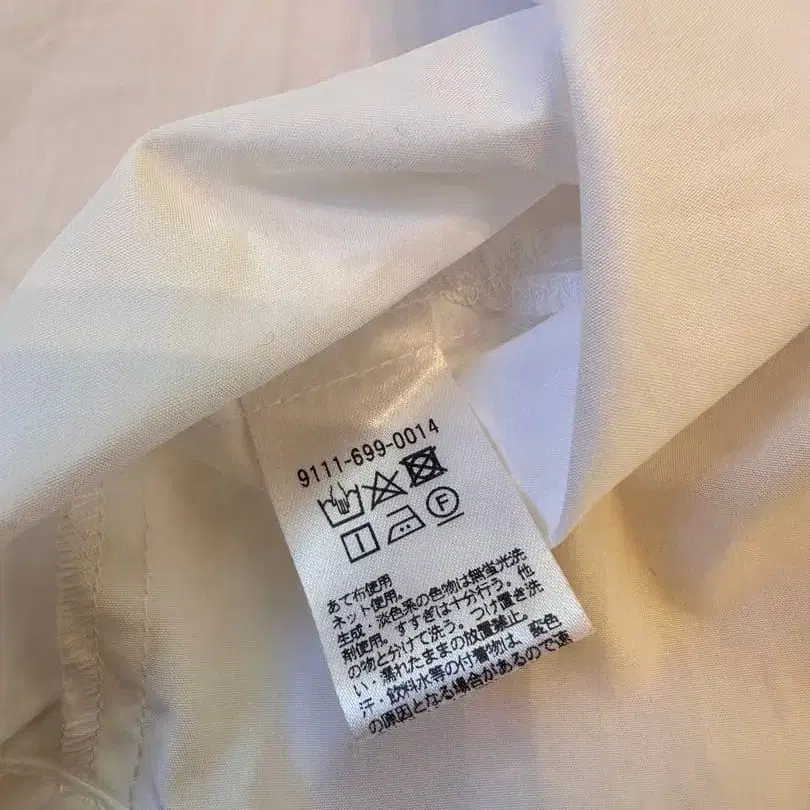 9111-699-0014
F
あて布使用
ネット使用。淡色系の色物は無蛍光洗
生成、
剤使用。すすぎは十分行う。他
の物と分けて洗う。つけ置き洗
い・濡れたままの放置禁止。
汗・飲料水等の付着物は、変色
の原因となる場合があるので速